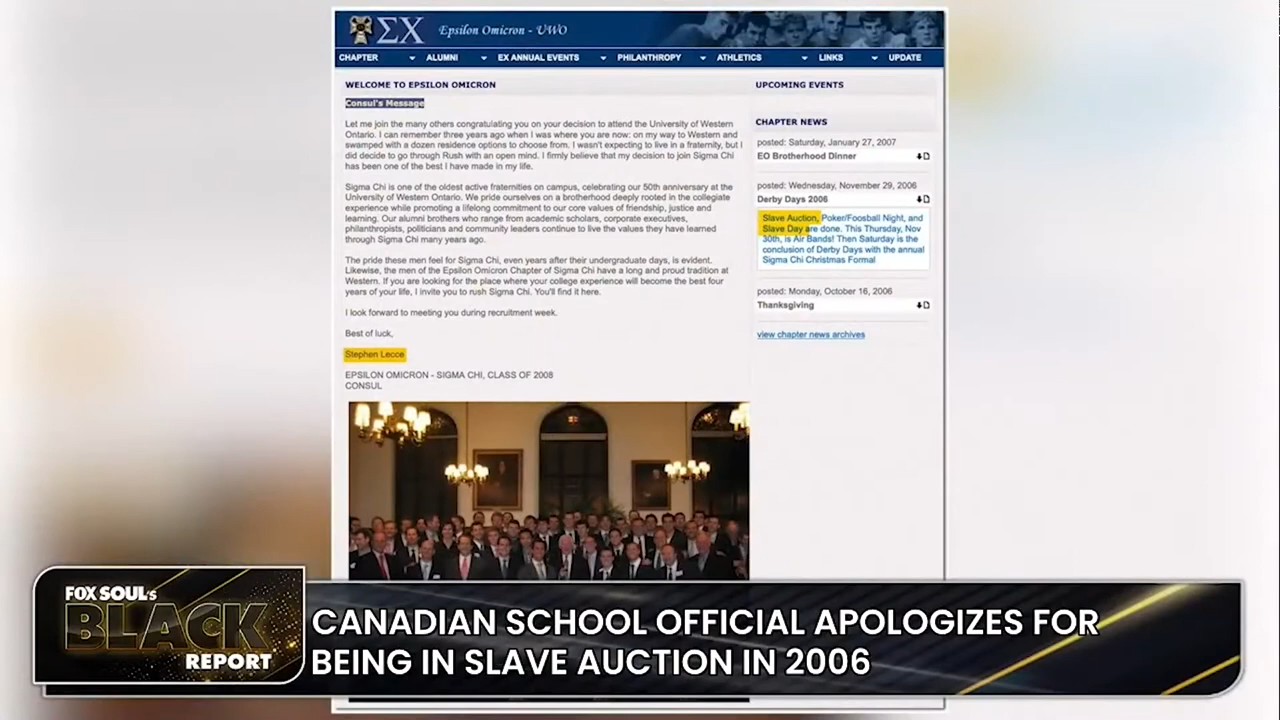 ΣΧ Epsilon Omicron - UWO
CHAPTER ALUMNI EX ANNUAL EVENTS PHILANTHROPY ATHLETICS LINKS UPDATE
WELCOME TO EPSILON OMICRON
Consul's Message
Let me join the many others congratulating you on your decision to attend the University of Western
Ontario. I can remember three years ago when I was where you are now: on my way to Western and
swamped with a dozen residence options to choose from. I wasn't expecting to live in a fraternity, but I
did decide to go through Rush with an open mind. I firmly believe that my decision to join Sigma Chi
has been one of the best I have made in my life.
Sigma Chi is one of the oldest active fraternities on campus, celebrating our 50th anniversary at the
University of Western Ontario. We pride ourselves on a brotherhood deeply rooted in the collegiate
experience while promoting a lifelong commitment to our core values of friendship, justice and
learning. Our alumni brothers who range from academic scholars, corporate executives,
philanthropists, politicians and community leaders continue to live the values they have learned
through Sigma Chi many years ago.
The pride these men feel for Sigma Chi, even years after their undergraduate days, is evident.
Likewise, the men of the Epsilon Omicron Chapter of Sigma Chi have a long and proud tradition at
Western. If you are looking for the place where your college experience will become the best four
years of your life, I invite you to rush Sigma Chi. You'll find it here.
I look forward to meeting you during recruitment week.
Best of luck,
Stephen Lecce
EPSILON OMICRON - SIGMA CHI, CLASS OF 2008
CONSUL
UPCOMING EVENTS
CHAPTER NEWS
posted: Saturday, January 27, 2007
EO Brotherhood Dinner
posted: Wednesday, November 29, 2006
Derby Days 2006
Slave Auction, Poker/Foosball Night, and
Slave Day are done. This Thursday, Nov
30th, is Air Bands! Then Saturday is the
conclusion of Derby Days with the annual
Sigma Chi Christmas Formal
posted: Monday, October 16, 2006
Thanksgiving
view chapter news archives
FOX SOUL's
BLACK
REPORT
CANADIAN SCHOOL OFFICIAL APOLOGIZES FOR
BEING IN SLAVE AUCTION IN 2006